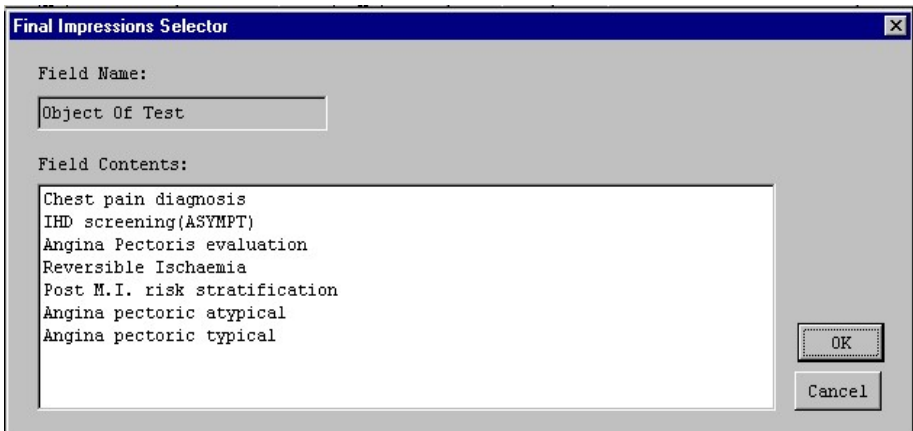 Final Impressions Selector
Field Name:
Object Of Test
Field Contents:
Chest pain diagnosis
IHD screening(ASYMPT)
Angina Pectoris evaluation
Reversible Ischaemia
Post M.I. risk stratification
Angina pectoric atypical
Angina pectoric typical
OK
Cancel